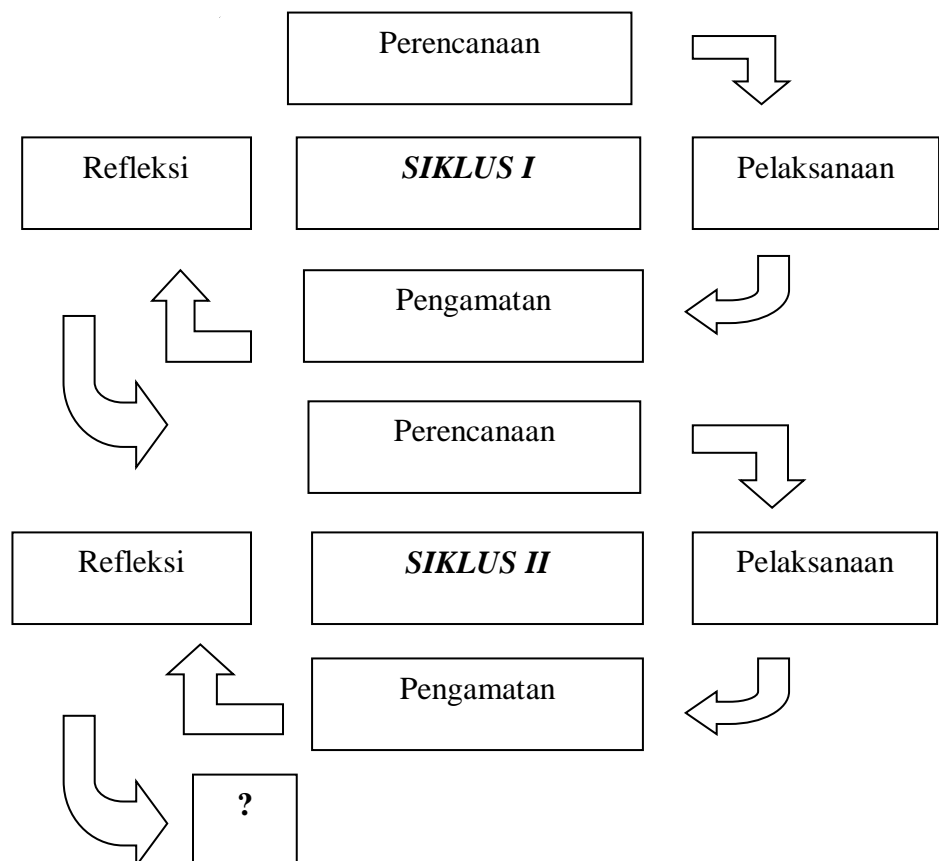 Perencanaan
Refleksi
SIKLUS I
Pelaksanaan
Pengamatan
Perencanaan
Refleksi
SIKLUS II
Pelaksanaan
Pengamatan
?